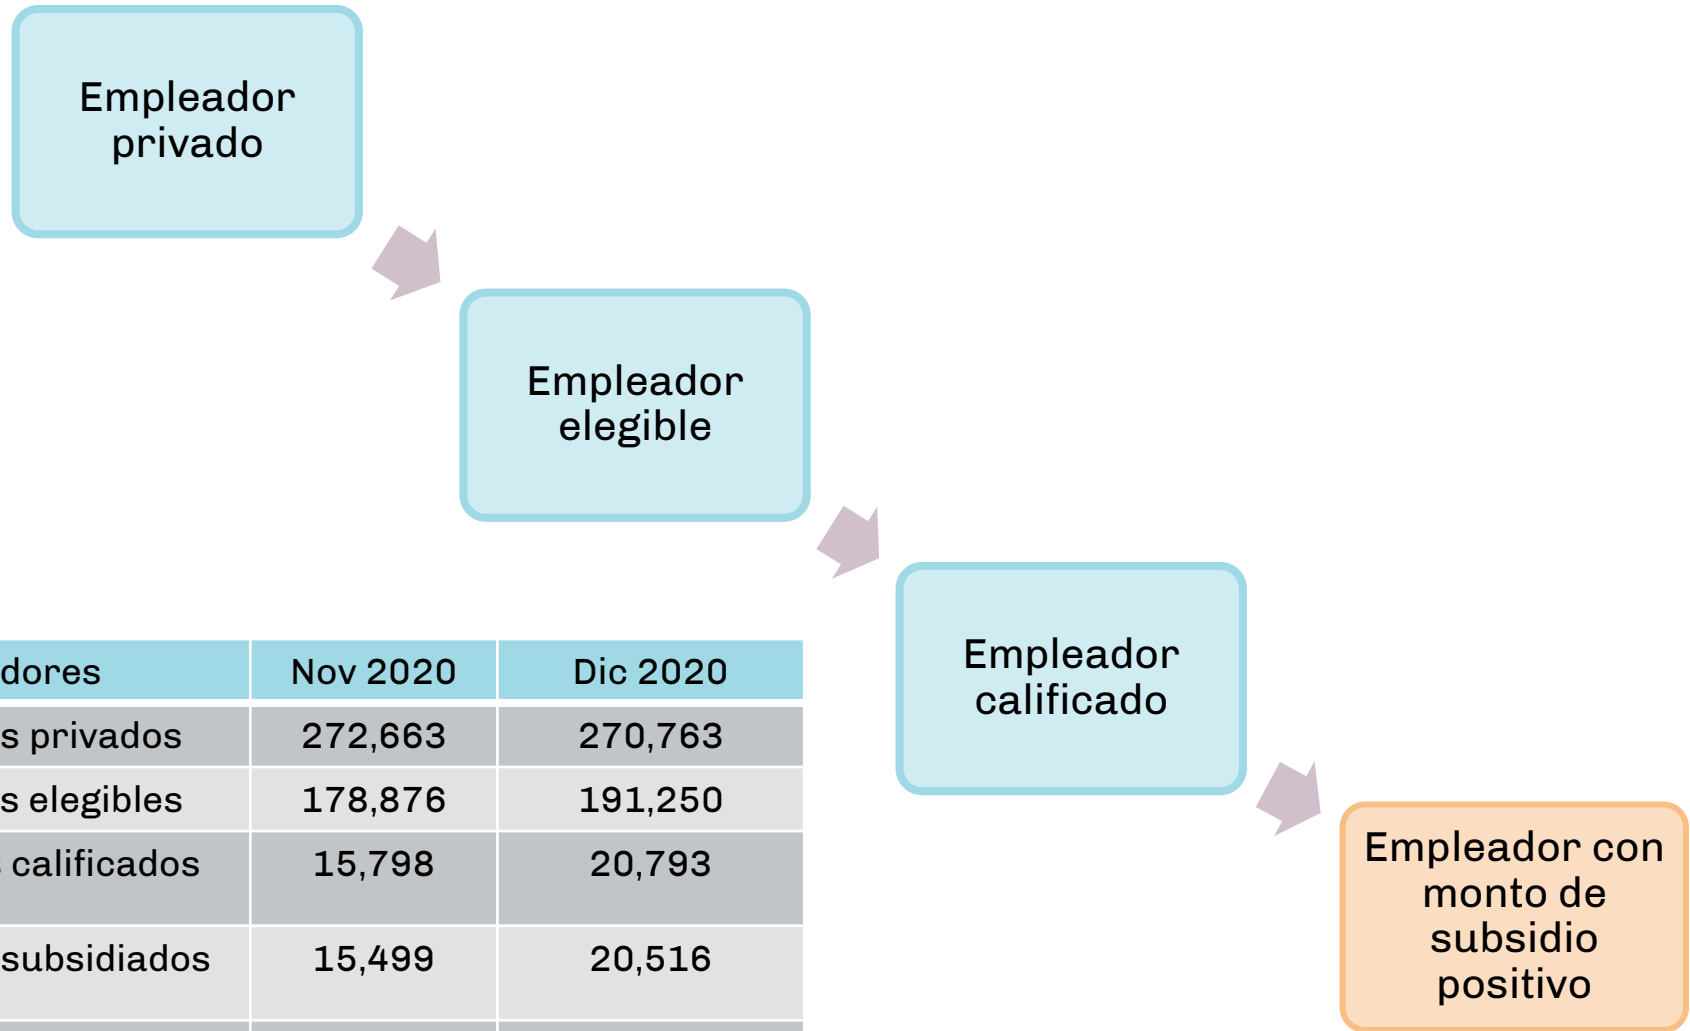 Empleador
privado
Empleador
elegible
Empleador
calificado
Empleador con
monto de
subsidio
positivo
dores Nov 2020 Dic 2020
s privados 272,663 270,763
s elegibles 178,876 191,250
s calificados 15,798 20,793
subsidiados 15,499 20,516